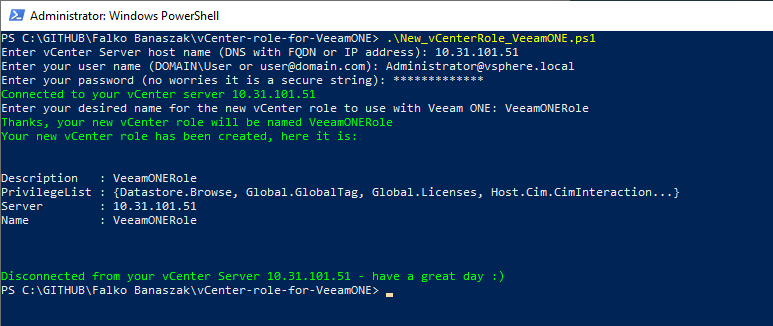 Administrator: Windows PowerShell
PS C:\GITHUB\Falko Banaszak\vCenter-role-for-VeeamONE> .\New_vCenterRole_VeeamONE.ps1
Enter vCenter Server host name (DNS with FQDN or IP address): 10.31.101.51
Enter your user name (DOMAIN\User or user@domain.com): Administrator@vsphere.local
Enter your password (no worries it is a secure string): *************
Connected to your vCenter server 10.31.101.51
Enter your desired name for the new vCenter role to use with Veeam ONE: VeeamONERole
Thanks, your new vCenter role will be named VeeamONERole
Your new vCenter role has been created, here it is:
Description   : VeeamONERole
PrivilegeList : {Datastore.Browse, Global.GlobalTag, Global.Licenses, Host.Cim.CimInteraction...}
Server        : 10.31.101.51
Name          : VeeamONERole
Disconnected from your vCenter Server 10.31.101.51 - have a great day :)
PS C:\GITHUB\Falko Banaszak\vCenter-role-for-VeeamONE>